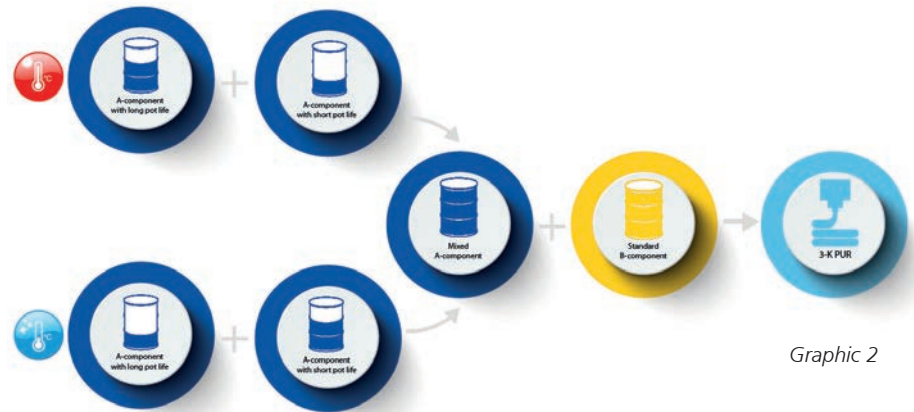 °C
A-component
with long pot life
+
A-component
with short pot life
Mixed
A-component
+
Standard
B-component
3-K PUR
°C
A-component
with long pot life
+
A-component
with short pot life
Graphic 2